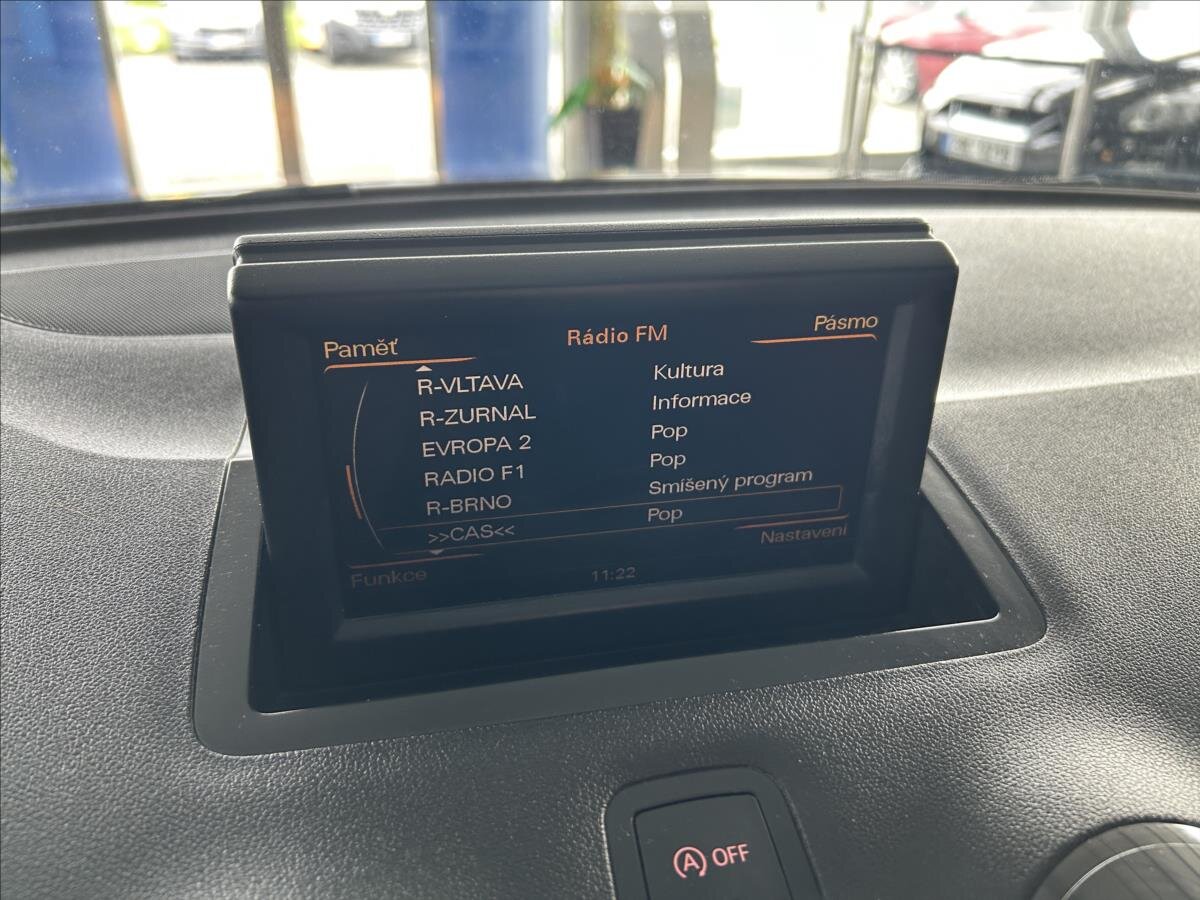 Paměť Rádio FM Pásmo
R-VLTAVA Kultura
R-ZURNAL Informace
EVROPA 2 Pop
RADIO F1 Pop
R-BRNO Smíšený program
>>CAS<< Pop
Funkce 11:22 Nastavení
A OFF